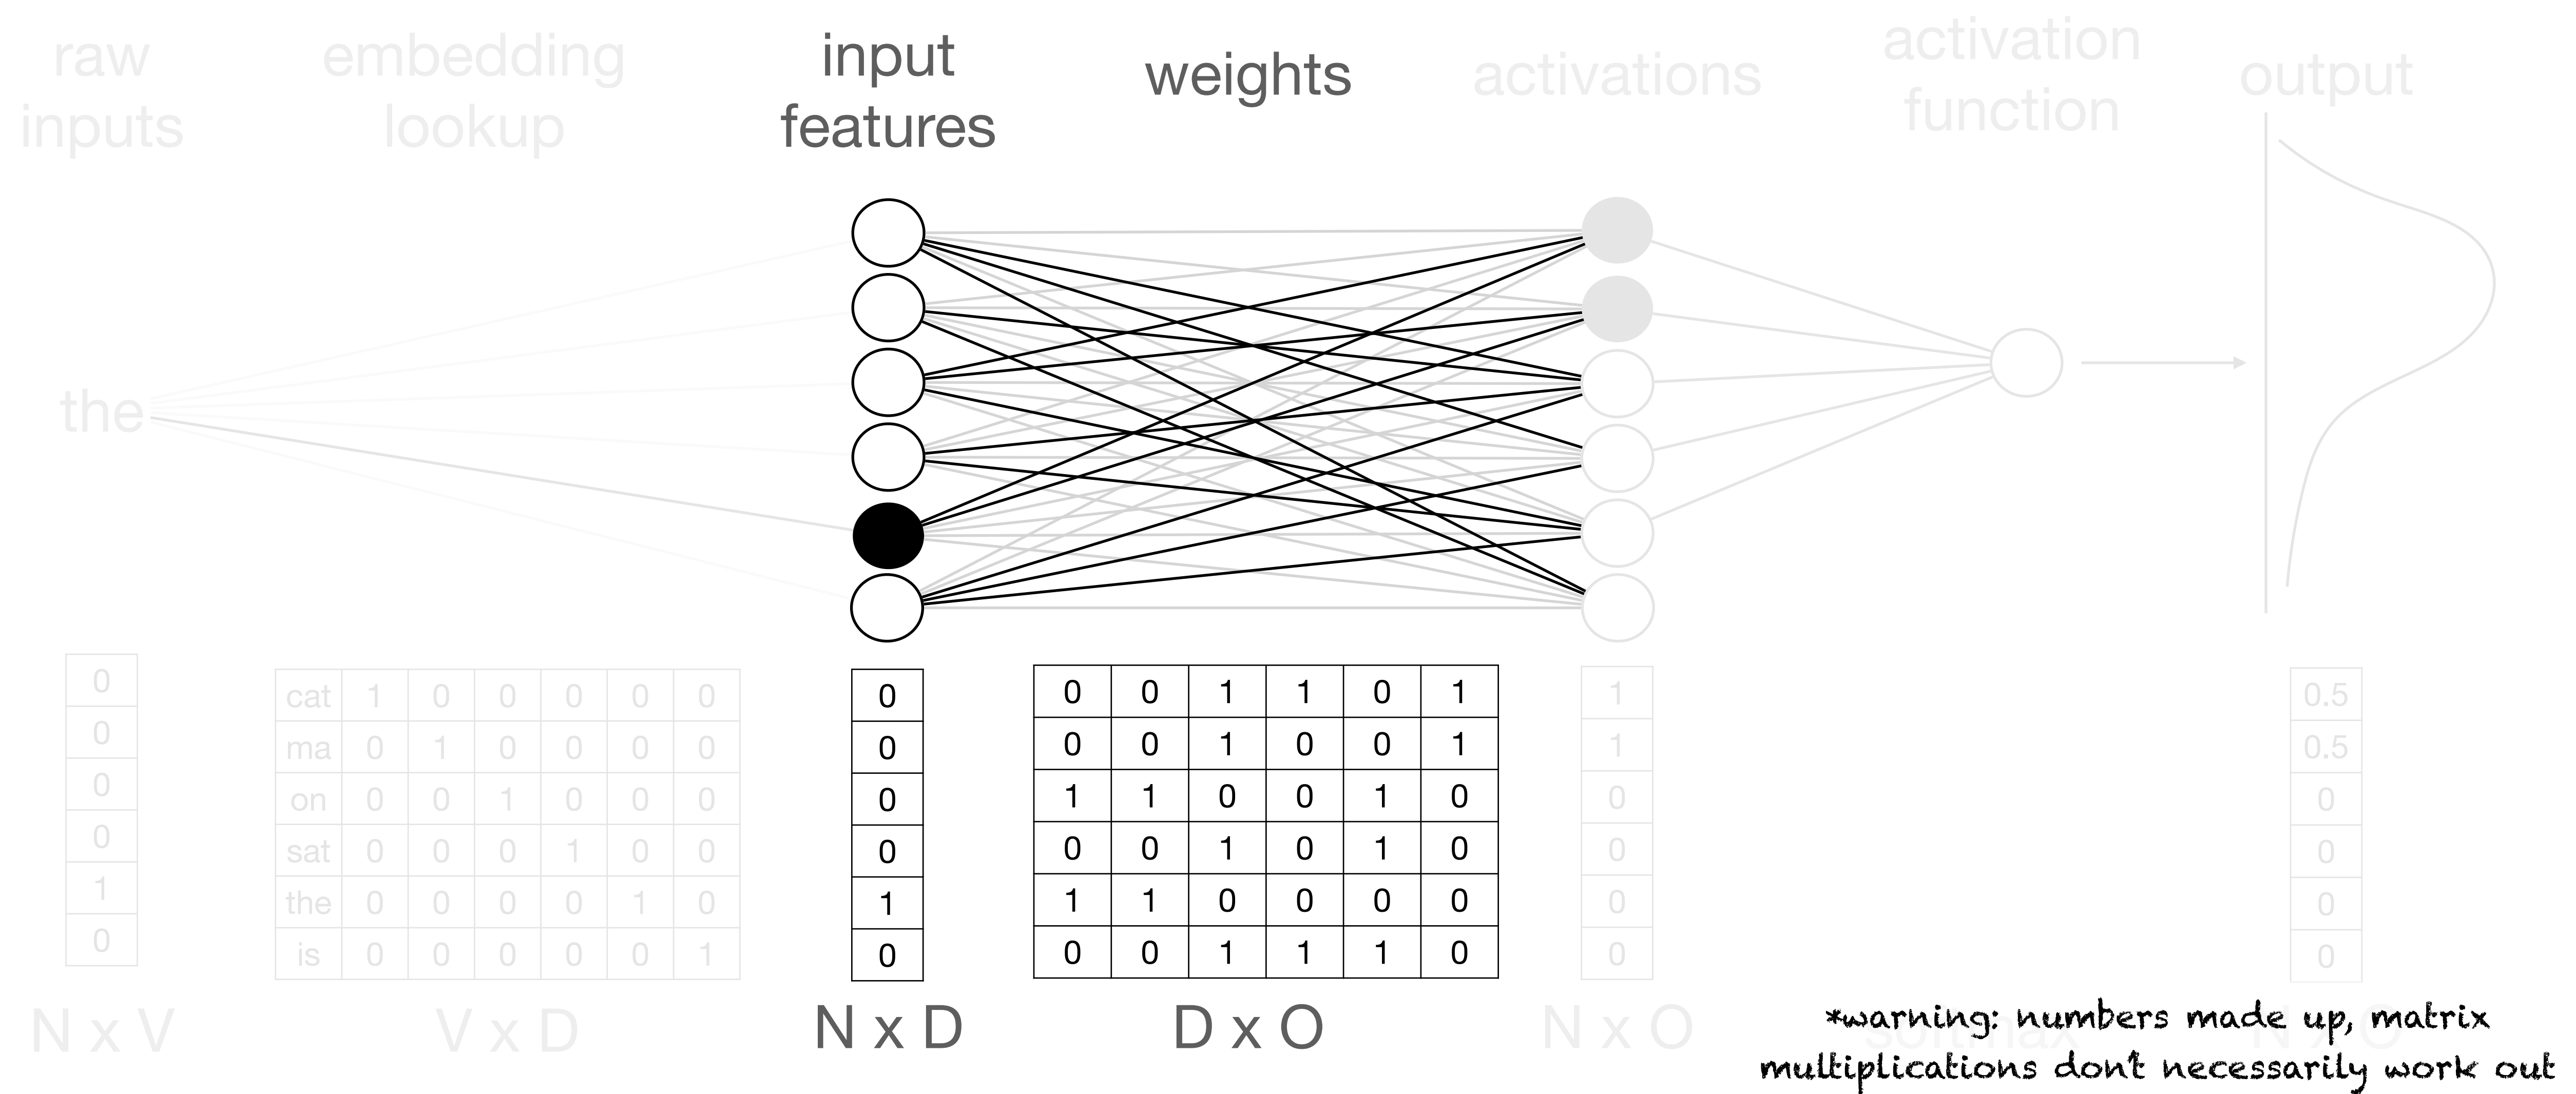 raw
inputs
embedding
lookup
input
features
weights
activations
activation
function
output
the
0
0
0
0
1
0
N x V
cat 1 0 0 0 0 0
ma 0 1 0 0 0 0
on 0 0 1 0 0 0
sat 0 0 0 1 0 0
the 0 0 0 0 1 0
is 0 0 0 0 0 1
V x D
0
0
0
0
1
0
N x D
0 0 1 1 0 1
0 0 1 0 0 1
1 1 0 0 1 0
0 0 1 0 1 0
1 1 0 0 0 0
0 0 1 1 1 0
D x O
1
1
0
0
0
0
N x O
softmax
0.5
0.5
0
0
0
0
N x O
*warning: numbers made up, matrix
multiplications don't necessarily work out